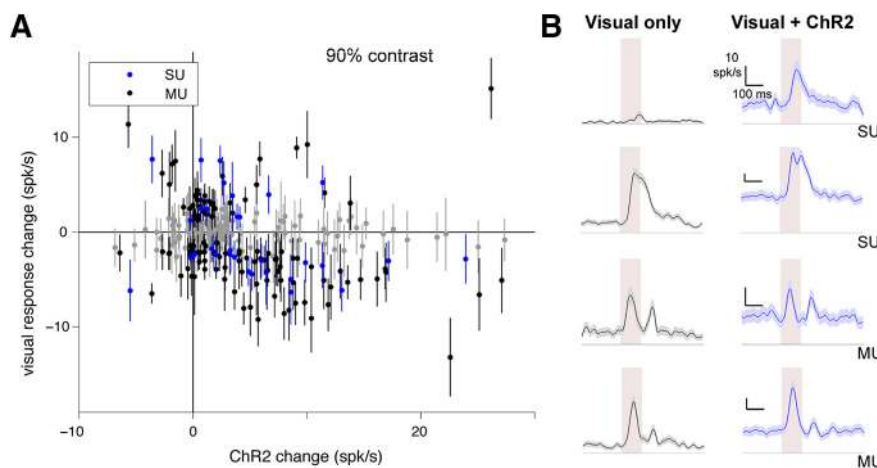 A
90% contrast
SU
MU
visual response change (spk/s)
10
0
-10
-10
0
20
ChR2 change (spk/s)
B
Visual only
Visual + ChR2
10
spk/s
100 ms
SU
SU
MU
MU